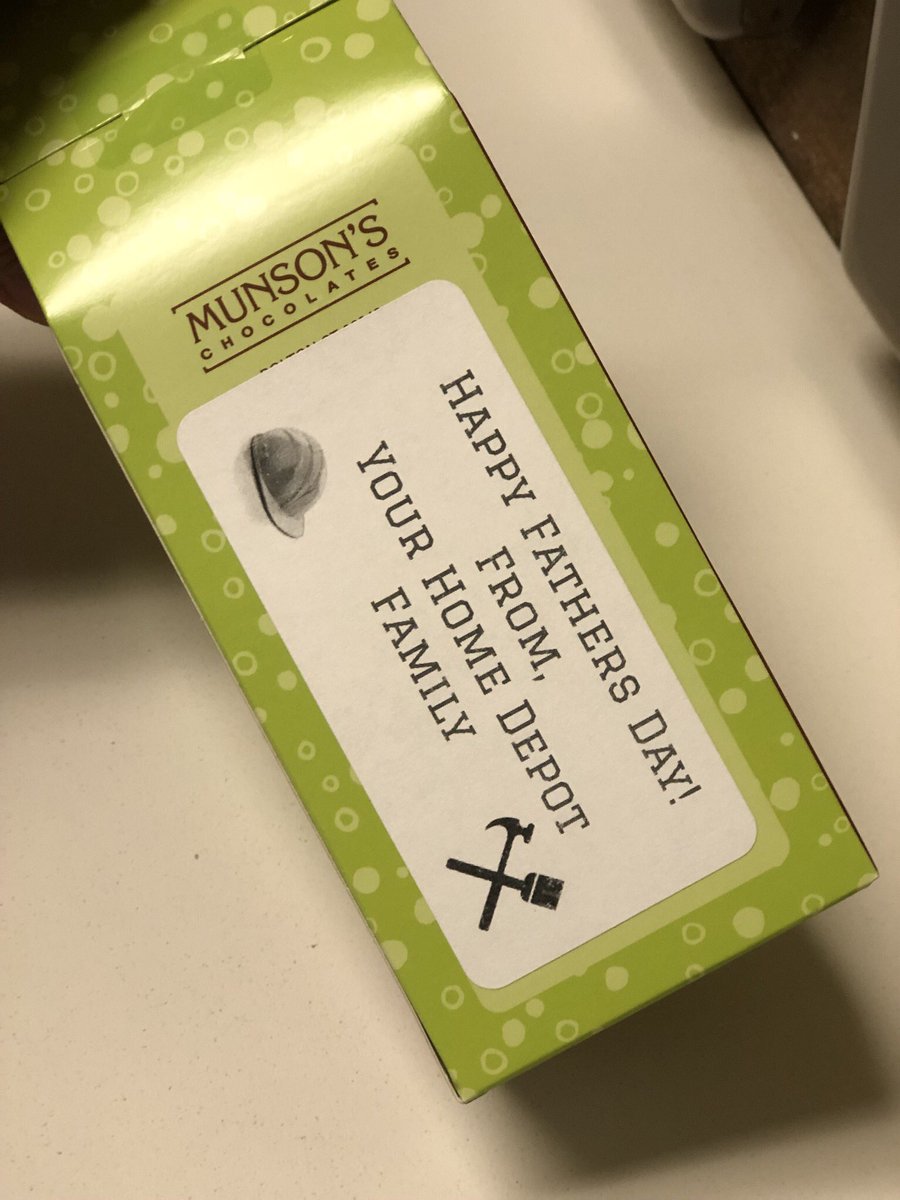 MUNSON'S
CHOCOLATES
HAPPY FATHERS DAY!
FROM,
YOUR HOME DEPOT
FAMILY